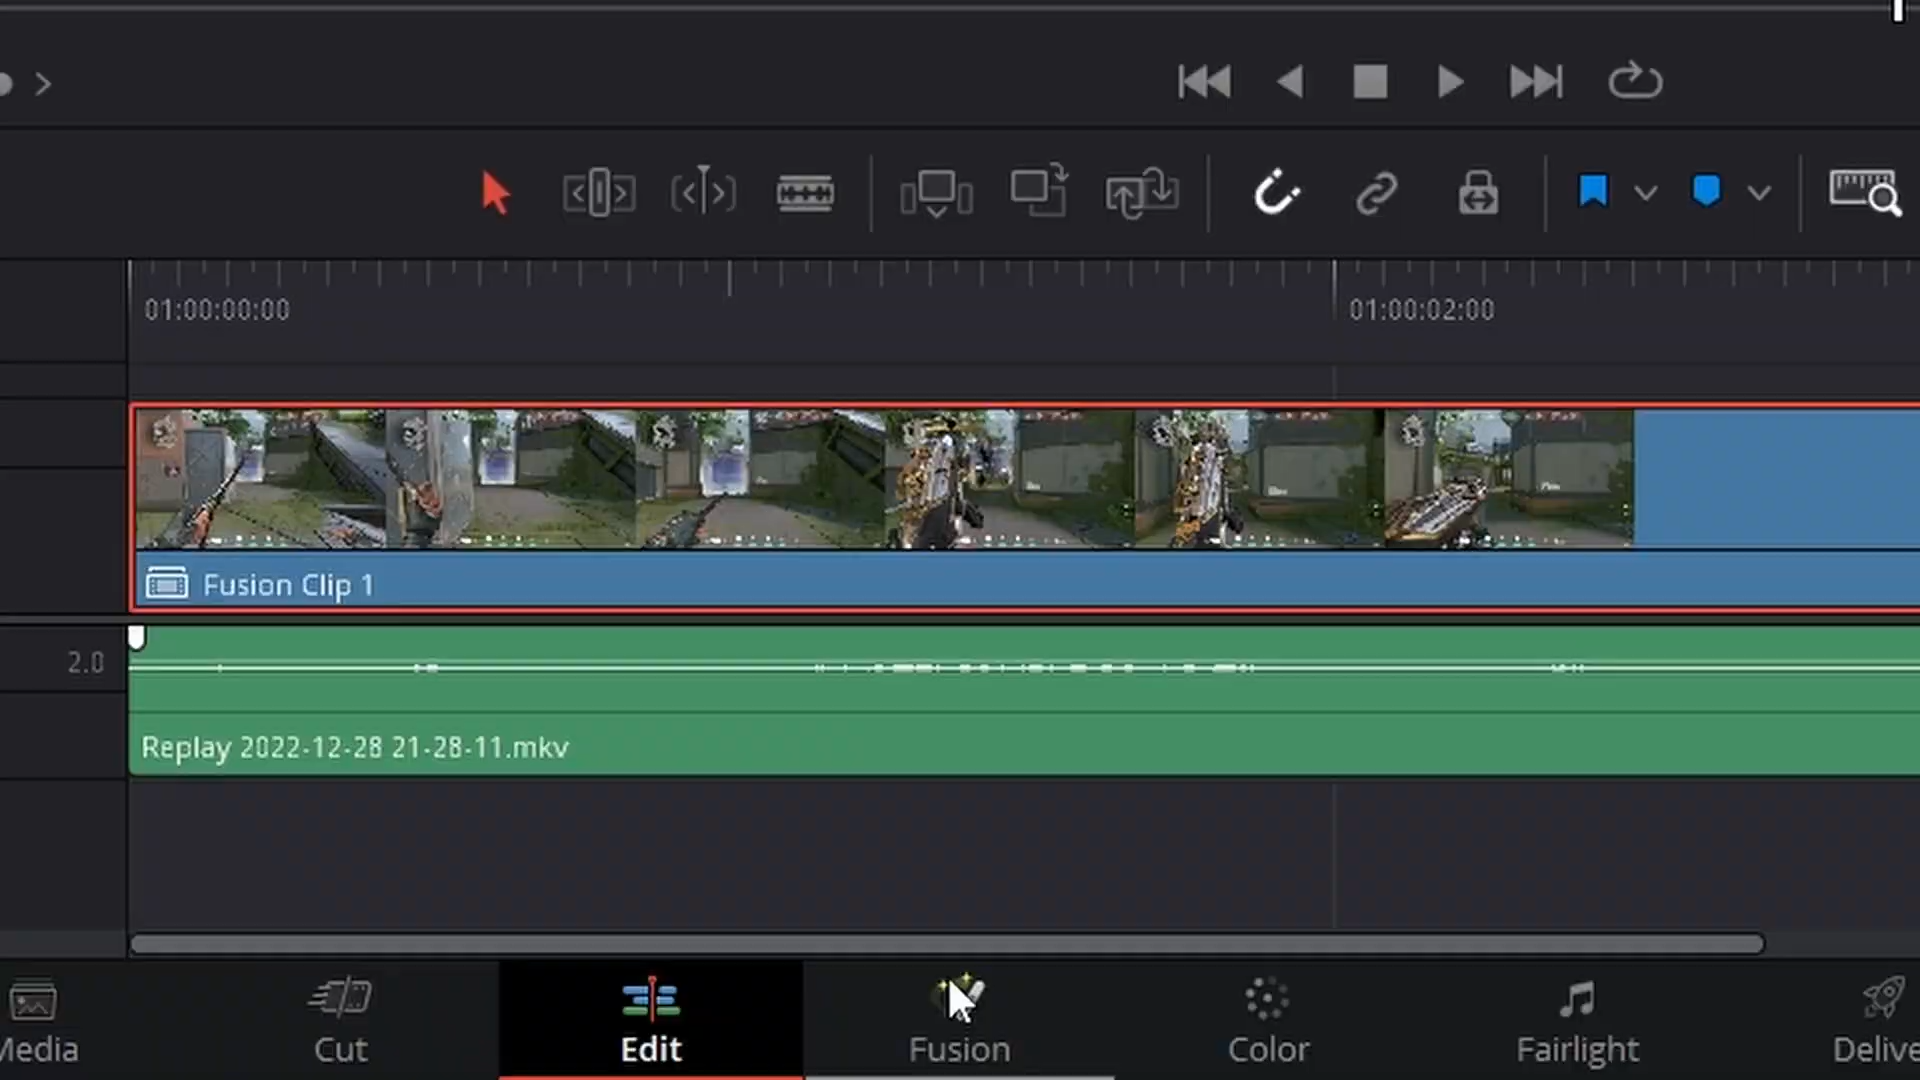 01:00:00:00
01:00:02:00
Fusion Clip 1
2.0
Replay 2022-12-28 21-28-11.mkv
Media
Cut
Edit
Fusion
Color
Fairlight
Delive